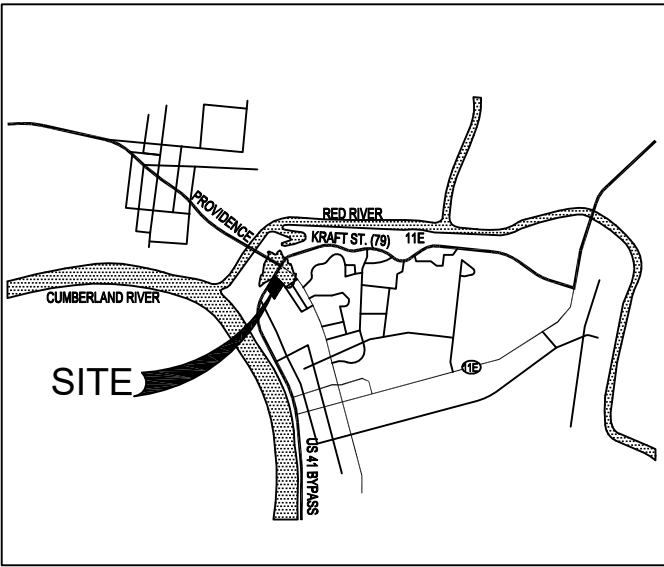 PROVIDENCE
RED RIVER
KRAFT ST. (79) 11E
CUMBERLAND RIVER
SITE
11E
US 41 BYPASS